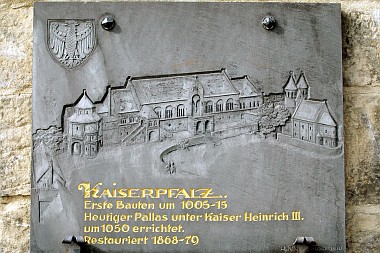 KAISERPFALZ..
Erste Bauten um 1005-15
Heutiger Pallas unter Kaiser Heinrich III.
um 1050 errichtet.
Restauriert 1868-79